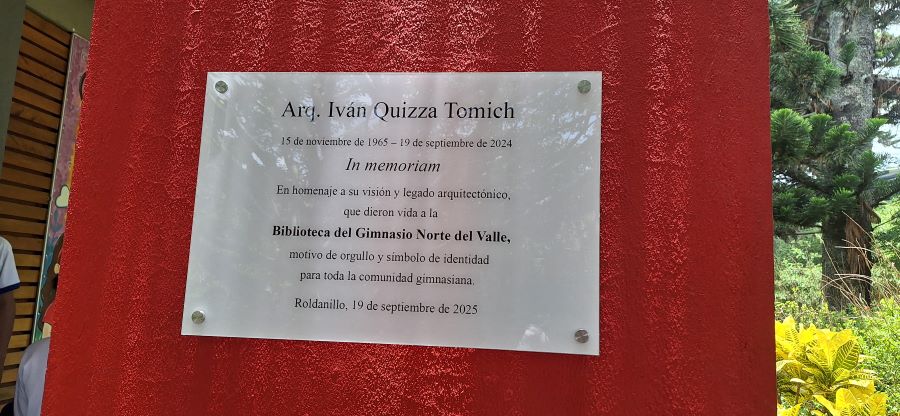 Arq. Iván Quizza Tomich
15 de noviembre de 1965 – 19 de septiembre de 2024
In memoriam
En homenaje a su visión y legado arquitectónico,
que dieron vida a la
Biblioteca del Gimnasio Norte del Valle,
motivo de orgullo y símbolo de identidad
para toda la comunidad gimnasiana.
Roldanillo, 19 de septiembre de 2025